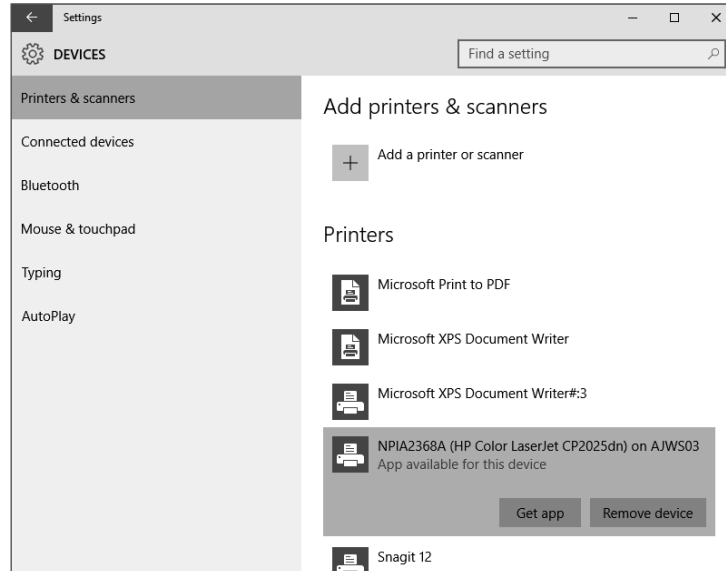 Settings
DEVICES
Find a setting
Printers & scanners
Connected devices
Bluetooth
Mouse & touchpad
Typing
AutoPlay
Add printers & scanners
Add a printer or scanner
Printers
Microsoft Print to PDF
Microsoft XPS Document Writer
Microsoft XPS Document Writer#:3
NPIA2368A (HP Color LaserJet CP2025dn) on AJWS03
App available for this device
Get app Remove device
Snagit 12